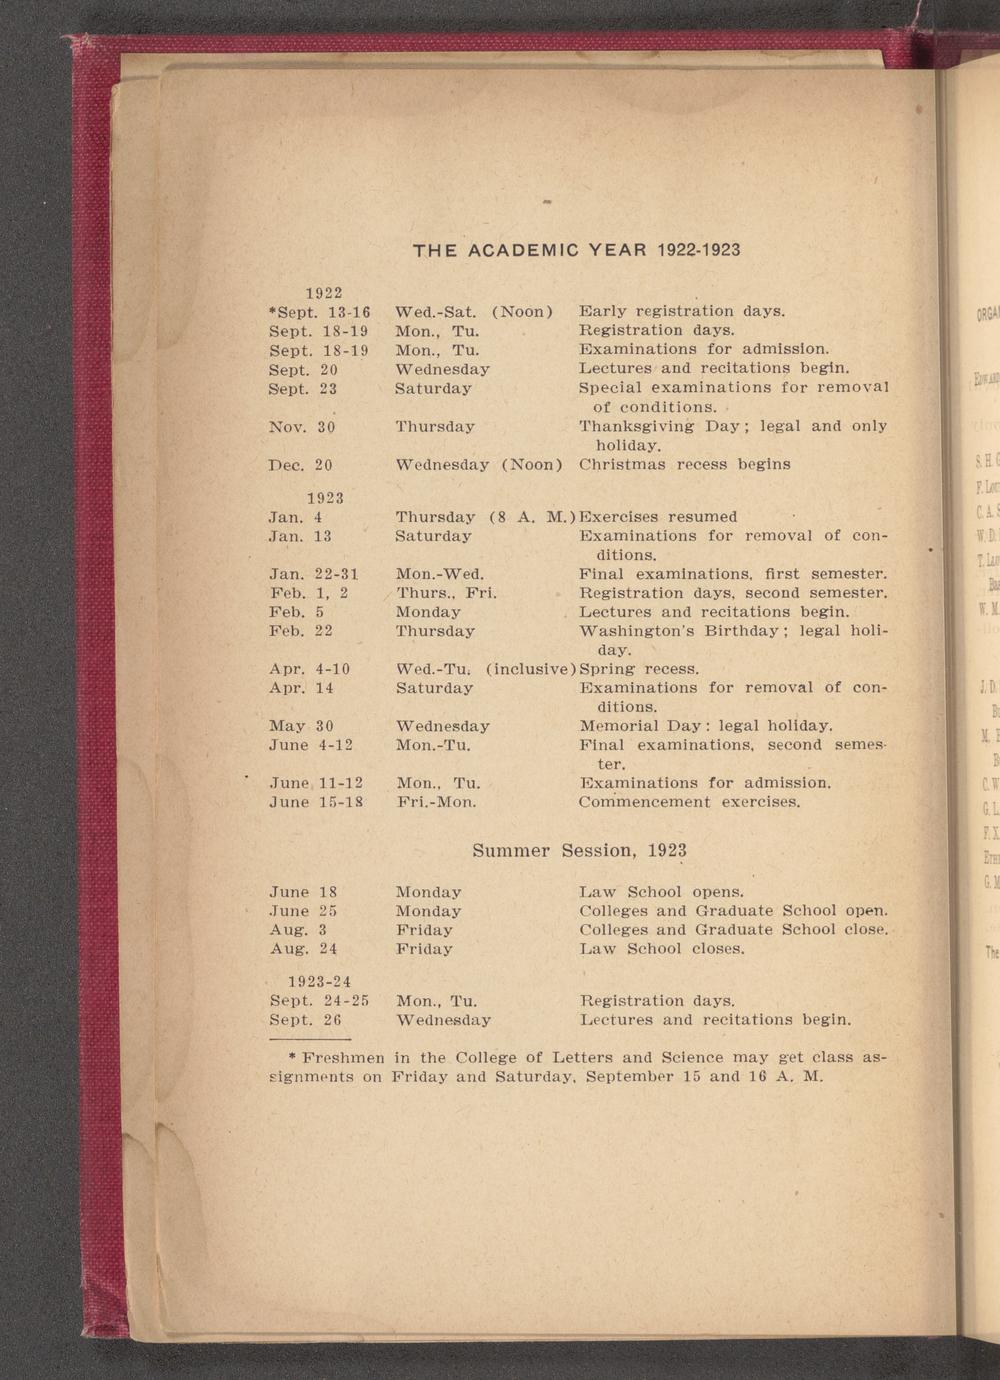 THE ACADEMIC YEAR 1922-1923
1922
*Sept. 13-16 Wed.-Sat. (Noon) Early registration days.
Sept. 18-19 Mon., Tu. Registration days.
Sept. 18-19 Mon., Tu. Examinations for admission.
Sept. 20 Wednesday Lectures and recitations begin.
Sept. 23 Saturday Special examinations for removal
of conditions.
Nov. 30 Thursday Thanksgiving Day; legal and only
holiday.
Dec. 20 Wednesday (Noon) Christmas recess begins
1923
Jan. 4 Thursday (8 A. M.) Exercises resumed
Jan. 13 Saturday Examinations for removal of con-
ditions.
Jan. 22-31 Mon.-Wed. Final examinations, first semester.
Feb. 1, 2 Thurs., Fri. Registration days, second semester.
Feb. 5 Monday Lectures and recitations begin.
Feb. 22 Thursday Washington's Birthday; legal holi-
day.
Apr. 4-10 Wed.-Tu. (inclusive) Spring recess.
Apr. 14 Saturday Examinations for removal of con-
ditions.
May 30 Wednesday Memorial Day: legal holiday.
June 4-12 Mon.-Tu. Final examinations, second semes-
ter.
June 11-12 Mon., Tu. Examinations for admission.
June 15-18 Fri.-Mon. Commencement exercises.
Summer Session, 1923
June 18 Monday Law School opens.
June 25 Monday Colleges and Graduate School open.
Aug. 3 Friday Colleges and Graduate School close.
Aug. 24 Friday Law School closes.
1923-24
Sept. 24-25 Mon., Tu. Registration days.
Sept. 26 Wednesday Lectures and recitations begin.
* Freshmen in the College of Letters and Science may get class as-
signments on Friday and Saturday, September 15 and 16 A. M.
S. H.
C. A.
W. D.
W. M.
J. D.
C. W
G. L
F. X
G. M
The